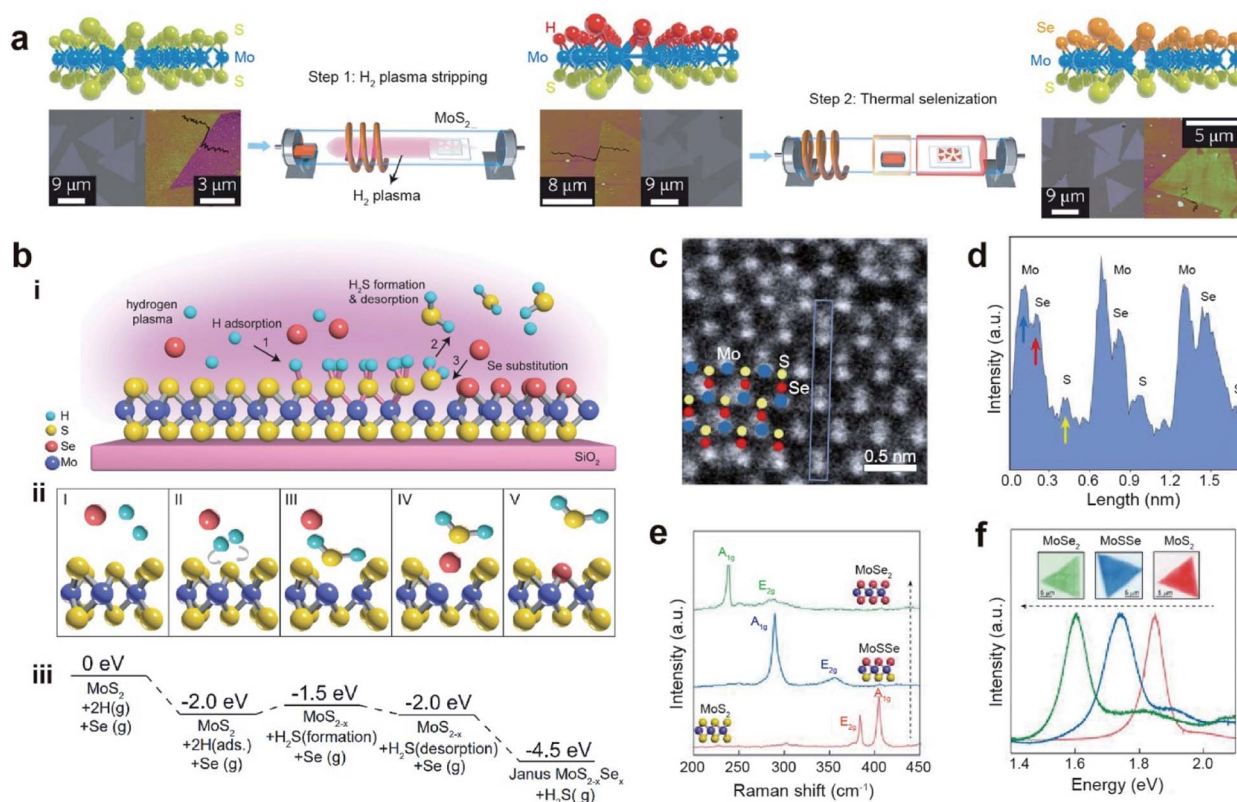 a
S
Mo
S
9 μm
3 μm
Step 1: H₂ plasma stripping
MoS₂
H₂ plasma
H
Mo
S
8 μm
9 μm
Step 2: Thermal selenization
Se
Mo
S
9 μm
5 μm
b
i
hydrogen
plasma
H adsorption
1
H₂S formation
& desorption
2
3
Se substitution
H
S
Se
Mo
SiO₂
ii
I
II
III
IV
V
iii
0 eV
MoS₂
+2H(g)
+Se (g)
-2.0 eV
MoS₂
+2H(ads.)
+Se (g)
-1.5 eV
MoS₂₋ₓ
+H₂S(formation)
+Se (g)
-2.0 eV
MoS₂₋ₓ
+H₂S(desorption)
+Se (g)
-4.5 eV
Janus MoS₂₋ₓSeₓ
+H₂S( g)
c
Mo
S
Se
0.5 nm
d
Intensity (a.u.)
Mo
Se
S
Mo
Se
S
Mo
Se
S
0.0 0.3 0.6 0.9 1.2 1.5
Length (nm)
e
Intensity (a.u.)
A1g
E2g
MoSe₂
A1g
E2g
MoSSe
MoS₂
E2g
A1g
200 250 300 350 400 450
Raman shift (cm⁻¹)
f
Intensity (a.u.)
MoSe₂ MoSSe MoS₂
5 μm
5 μm
5 μm
1.4 1.6 1.8 2.0
Energy (eV)